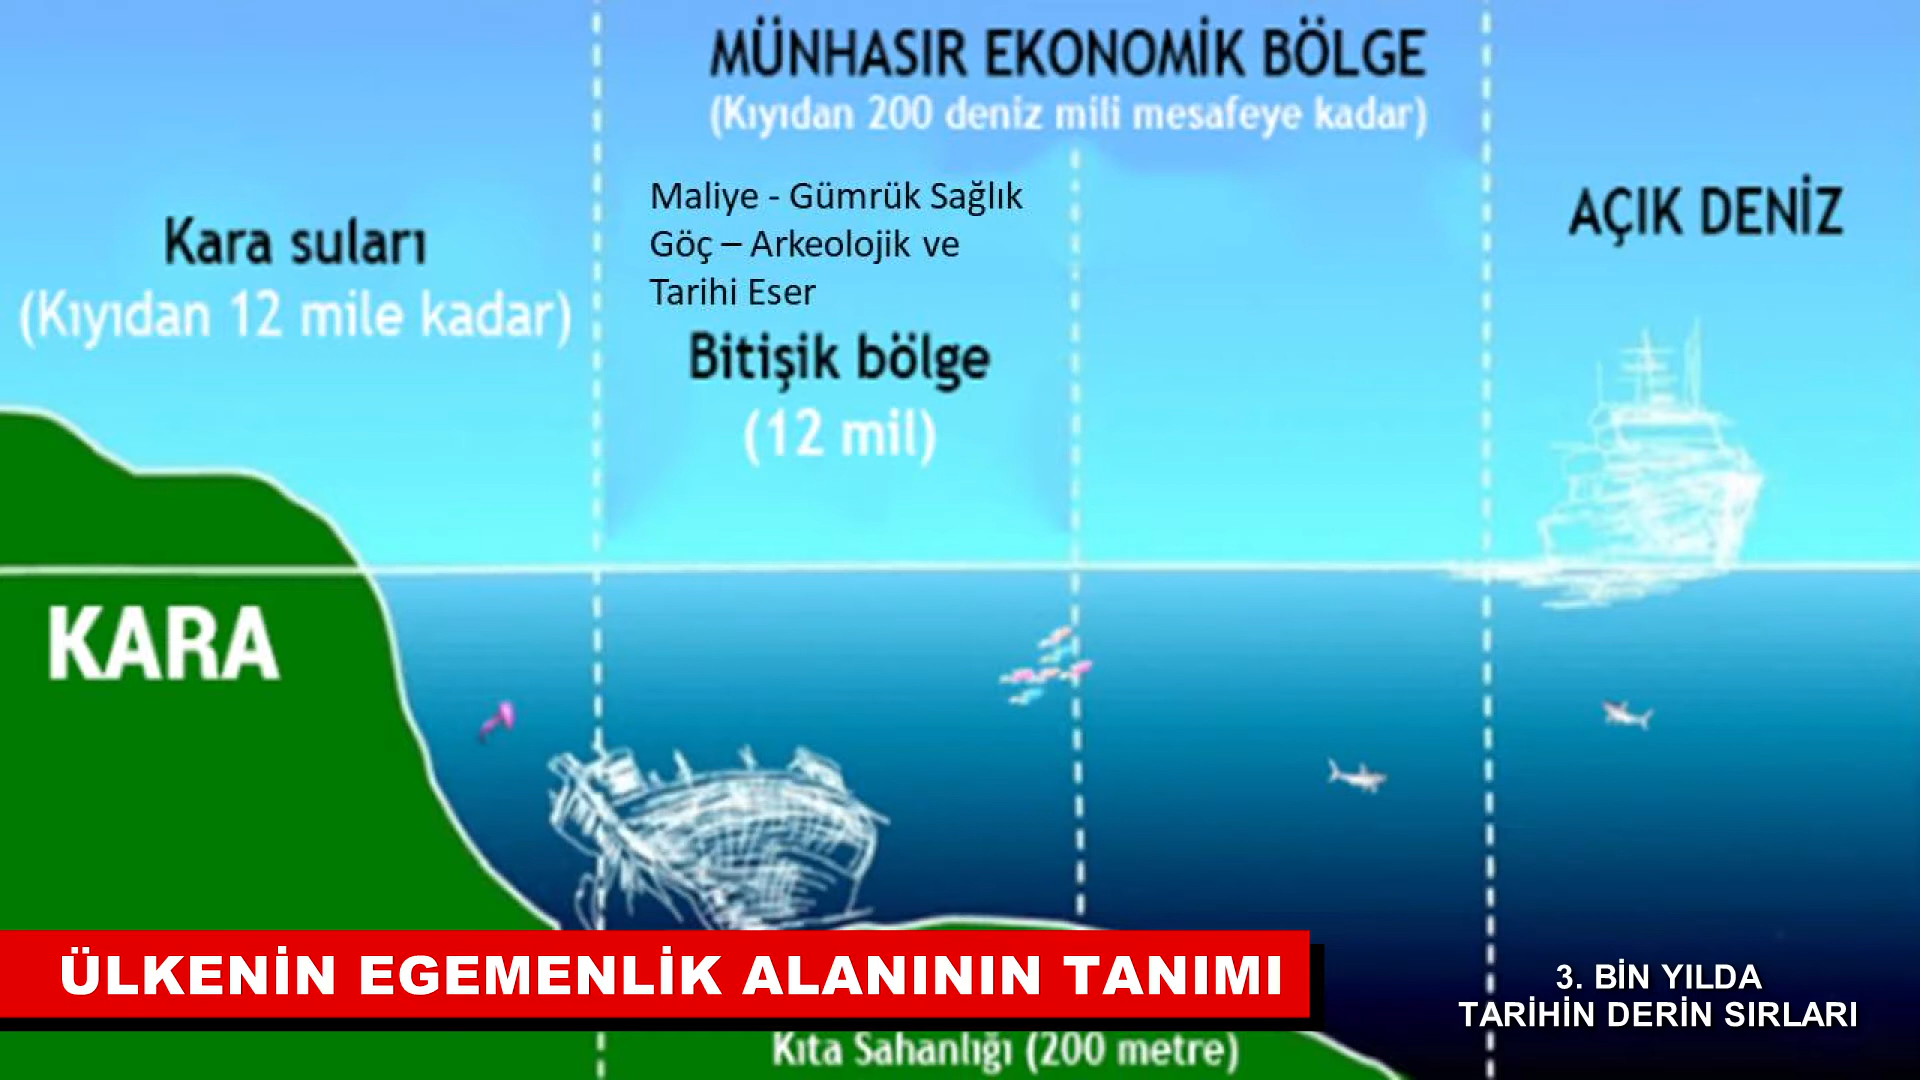 MÜNHASIR EKONOMİK BÖLGE
(Kıyıdan 200 deniz mili mesafeye kadar)
Kara suları
(Kıyıdan 12 mile kadar)
Maliye - Gümrük Sağlık
Göç – Arkeolojik ve
Tarihi Eser
Bitişik bölge
(12 mil)
AÇIK DENİZ
KARA
ÜLKENİN EGEMENLİK ALANININ TANIMI
3. BİN YILDA
TARİHİN DERİN SIRLARI
Kıta Sahanlığı (200 metre)